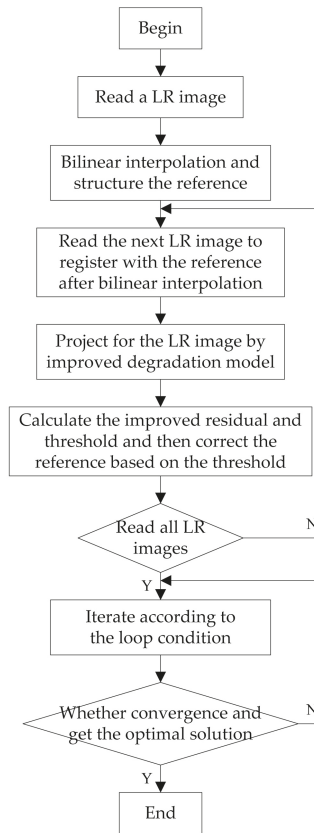 Begin
Read a LR image
Bilinear interpolation and
structure the reference
Read the next LR image to
register with the reference
after bilinear interpolation
Project for the LR image by
improved degradation model
Calculate the improved residual and
threshold and then correct the
reference based on the threshold
Read all LR
images
N
Y
Iterate according to
the loop condition
Whether convergence and
get the optimal solution
N
Y
End